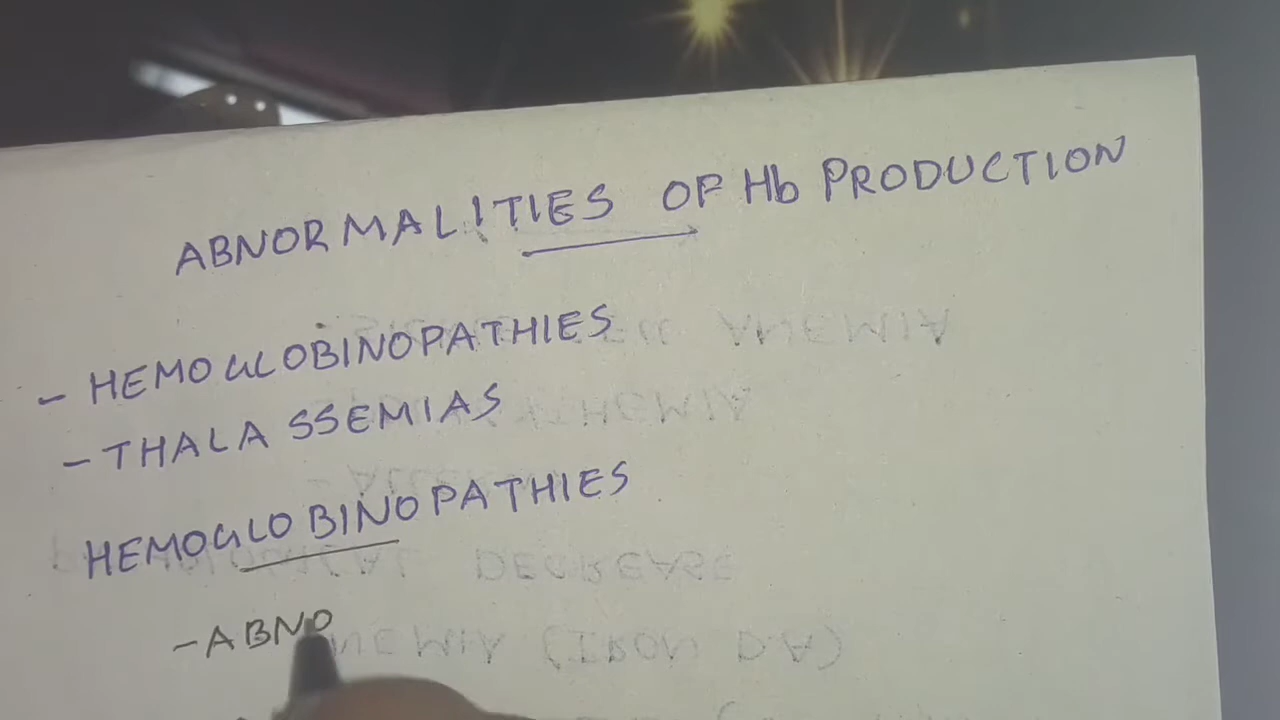 ABNORMALITIES OF Hb PRODUCTION
- HEMOGLOBINOPATHIES
- THALASSEMIAS
HEMOGLOBINOPATHIES
- ABNO